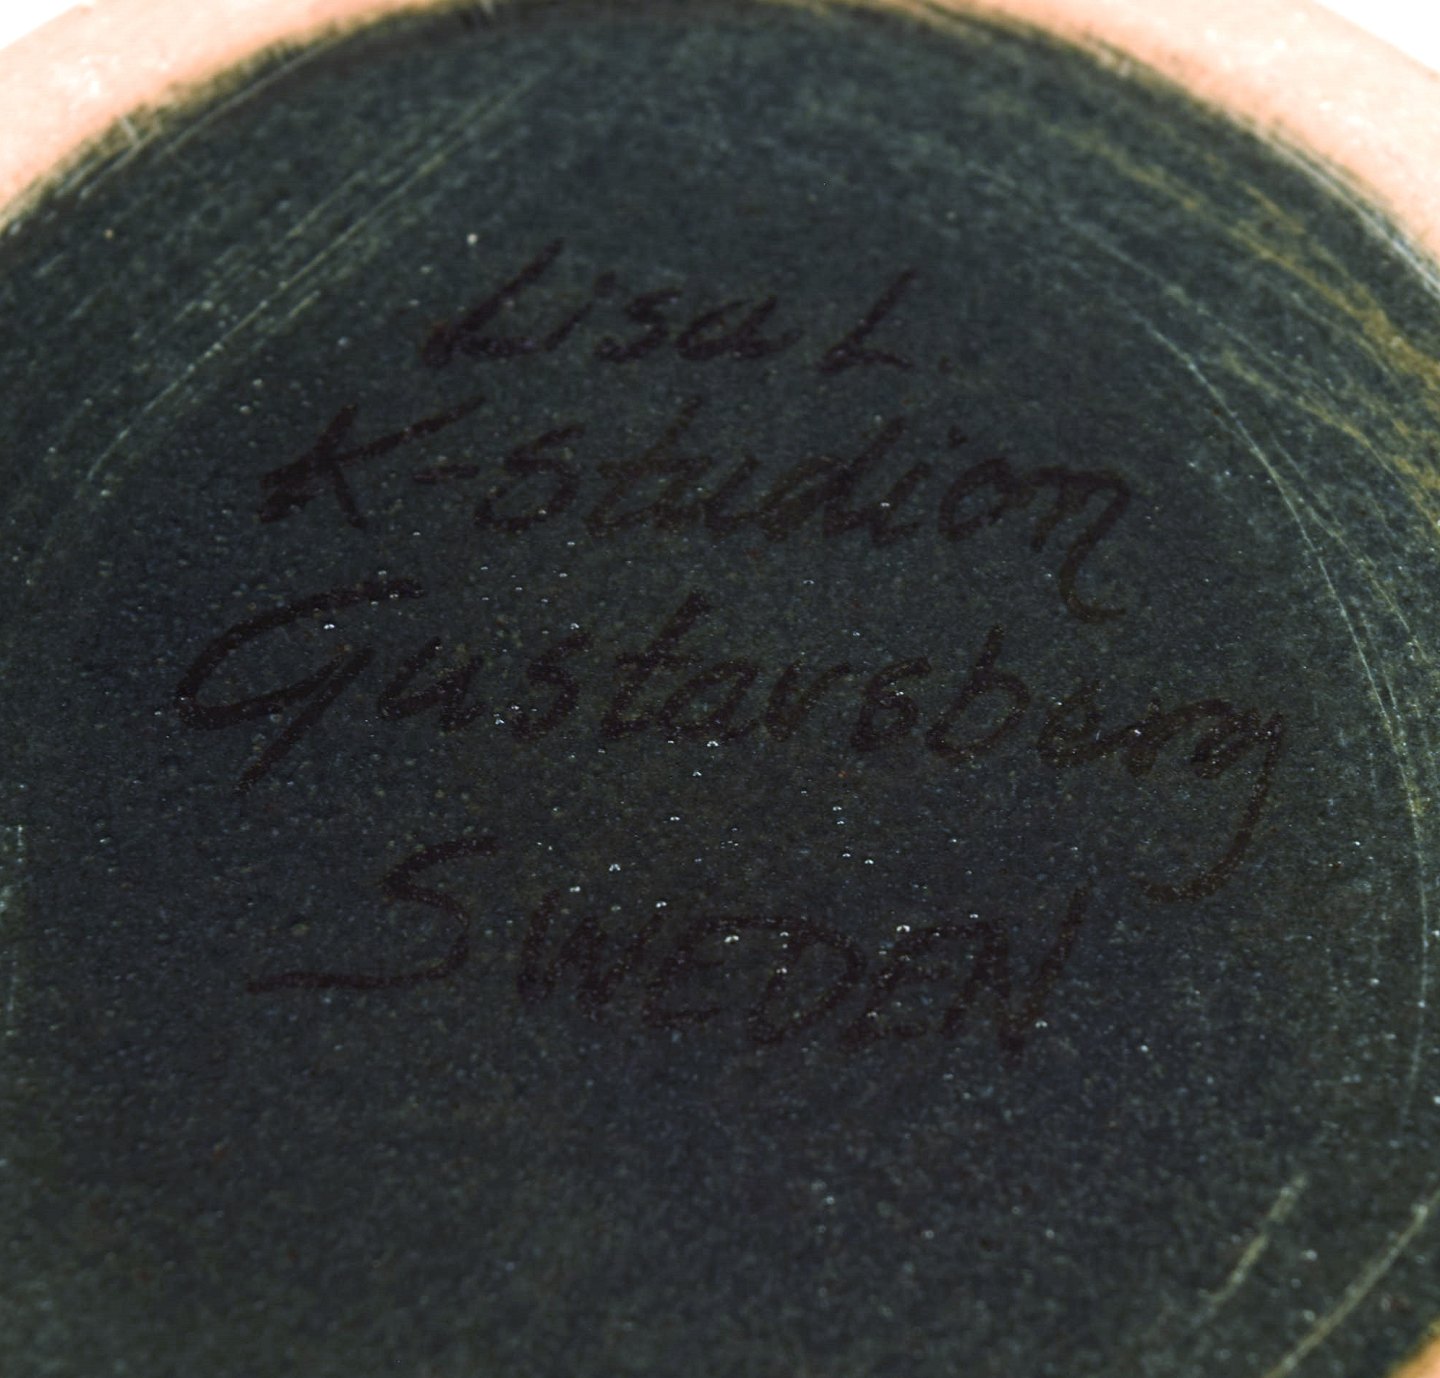 Lisa L.
K-Studion
Gustavsberg
SWEDEN